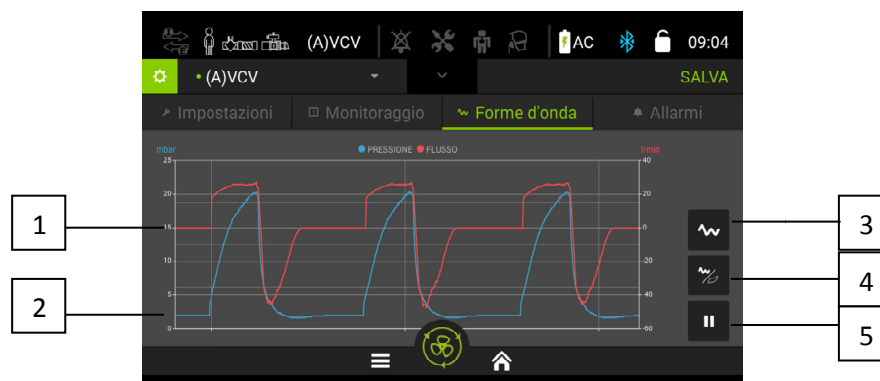 (A)VCV AC 09:04
(A)VCV SALVA
Impostazioni Monitoraggio Forme d'onda Allarmi
mbar PRESSIONE FLUSSO l/min
25 40
20 20
1 15 0 3
10 -20 4
2 5 -40 5
0 -60